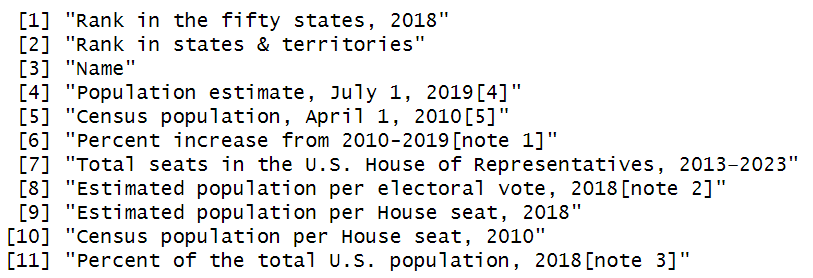 [1] "Rank in the fifty states, 2018"
[2] "Rank in states & territories"
[3] "Name"
[4] "Population estimate, July 1, 2019[4]"
[5] "Census population, April 1, 2010[5]"
[6] "Percent increase from 2010-2019[note 1]"
[7] "Total seats in the U.S. House of Representatives, 2013–2023"
[8] "Estimated population per electoral vote, 2018[note 2]"
[9] "Estimated population per House seat, 2018"
[10] "Census population per House seat, 2010"
[11] "Percent of the total U.S. population, 2018[note 3]"